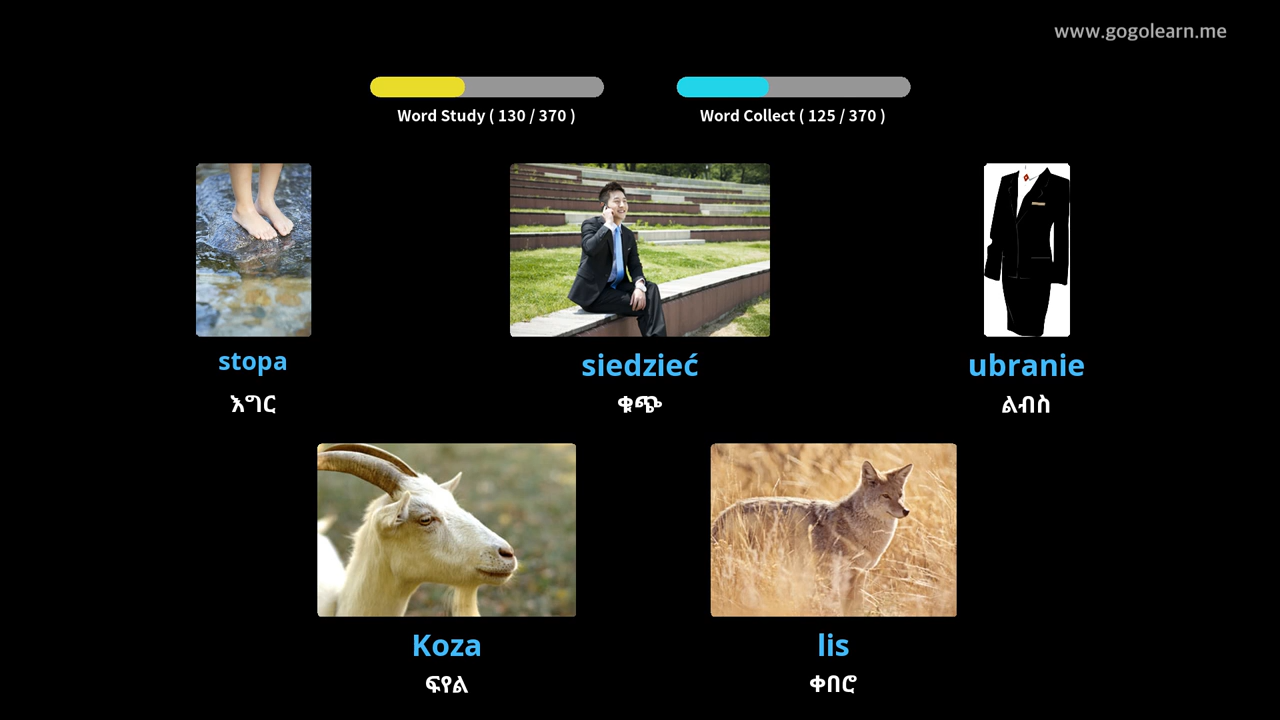 www.gogolearn.me
Word Study ( 130 / 370 )
Word Collect ( 125 / 370 )
stopa
siedzieć
ubranie
እግር
ቁጭ
ልብስ
Koza
lis
ፍየል
ቀበሮ